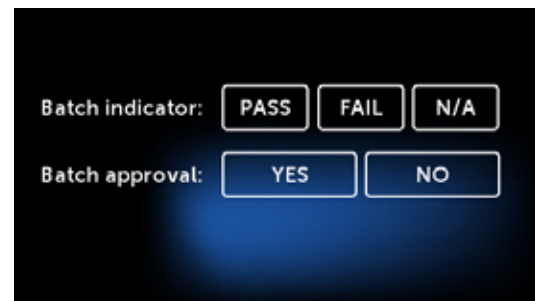 Batch indicator: PASS FAIL N/A
Batch approval: YES NO